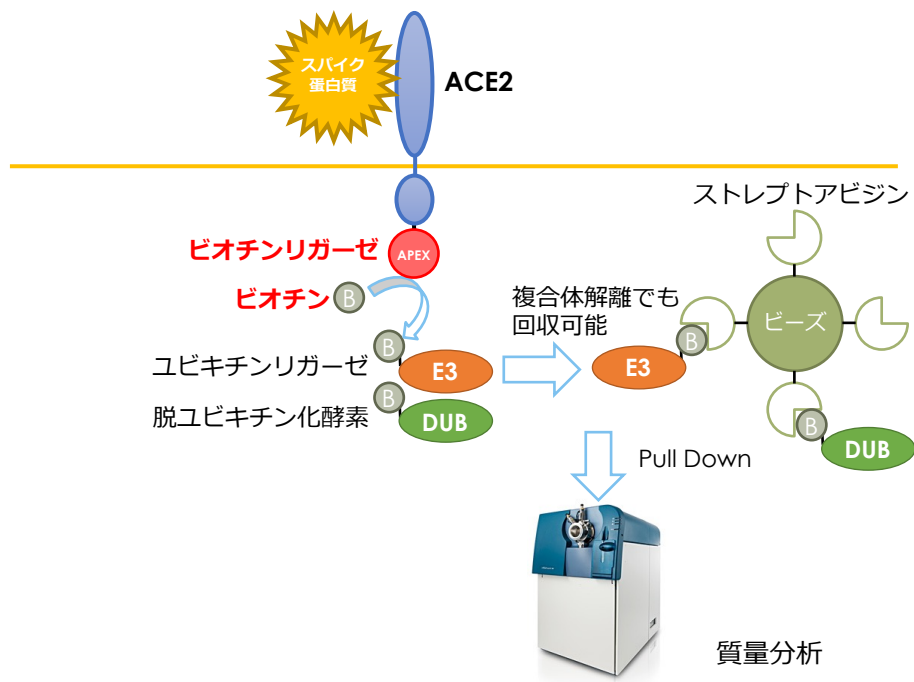 スパイク
蛋白質
ACE2
ストレプトアビジン
ビオチンリガーゼ
APEX
ビオチン
B
複合体解離でも
回収可能
ビーズ
B
B
ユビキチンリガーゼ
E3
E3
B
脱ユビキチン化酵素
DUB
B
DUB
Pull Down
質量分析